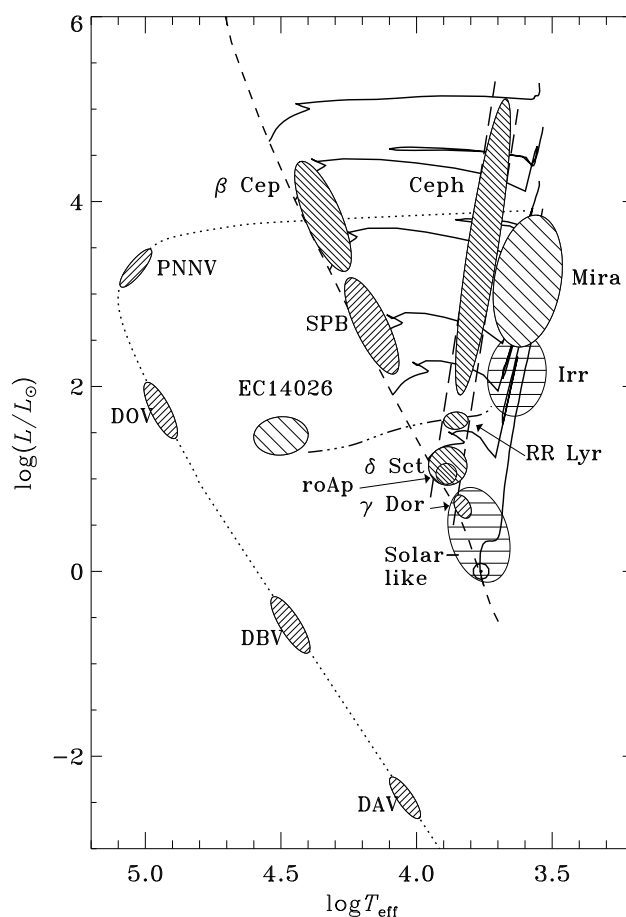 6
β Cep
Ceph
4
PNNV
Mira
SPB
Irr
2
EC14026
DOV
RR Lyr
δ Sct
roAp
γ Dor
Solar-
like
0
DBV
−2
DAV
5.0 4.5 4.0 3.5
log T_eff
log(L/L_⊙)